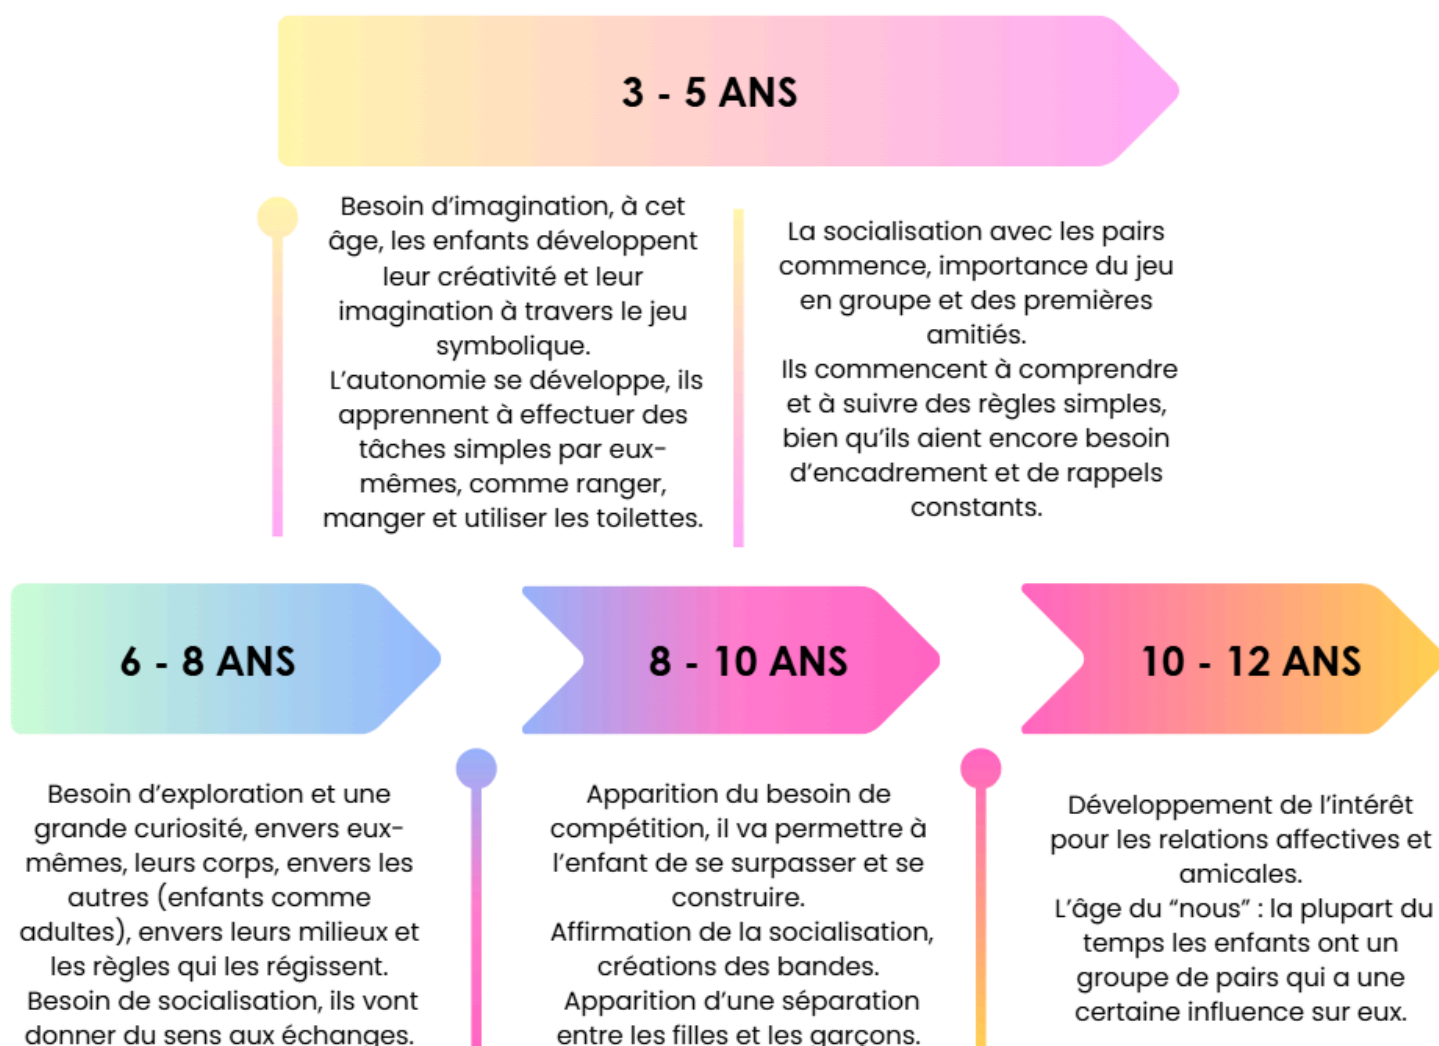 3 - 5 ANS
Besoin d’imagination, à cet
âge, les enfants développent
leur créativité et leur
imagination à travers le jeu
symbolique.
L’autonomie se développe, ils
apprennent à effectuer des
tâches simples par eux-
mêmes, comme ranger,
manger et utiliser les toilettes.
La socialisation avec les pairs
commence, importance du jeu
en groupe et des premières
amitiés.
Ils commencent à comprendre
et à suivre des règles simples,
bien qu’ils aient encore besoin
d’encadrement et de rappels
constants.
6 - 8 ANS
Besoin d’exploration et une
grande curiosité, envers eux-
mêmes, leurs corps, envers les
autres (enfants comme
adultes), envers leurs milieux et
les règles qui les régissent.
Besoin de socialisation, ils vont
donner du sens aux échanges.
8 - 10 ANS
Apparition du besoin de
compétition, il va permettre à
l’enfant de se surpasser et se
construire.
Affirmation de la socialisation,
créations des bandes.
Apparition d’une séparation
entre les filles et les garçons.
10 - 12 ANS
Développement de l’intérêt
pour les relations affectives et
amicales.
L’âge du “nous” : la plupart du
temps les enfants ont un
groupe de pairs qui a une
certaine influence sur eux.